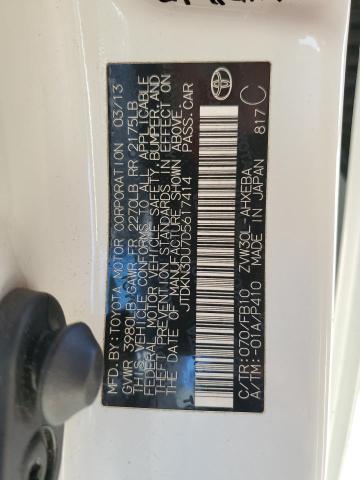 MFD.BY:TOYOTA MOTOR CORPORATION 03/13
GVWR 3980LB GAWR FR 2270LB RR 2175LB
THIS VEHICLE CONFORMS TO ALL APPLICABLE
FEDERAL MOTOR VEHICLE SAFETY, BUMPER, AND
THEFT PREVENTION STANDARDS IN EFFECT ON
THE DATE OF MANUFACTURE SHOWN ABOVE.
JTDKN3DU7D5617414 PASS.CAR
TOYOTA
C/TR:070/FB10 ZVW30L-AHXEBA 817C
A/TM:-01A/P410 MADE IN JAPAN